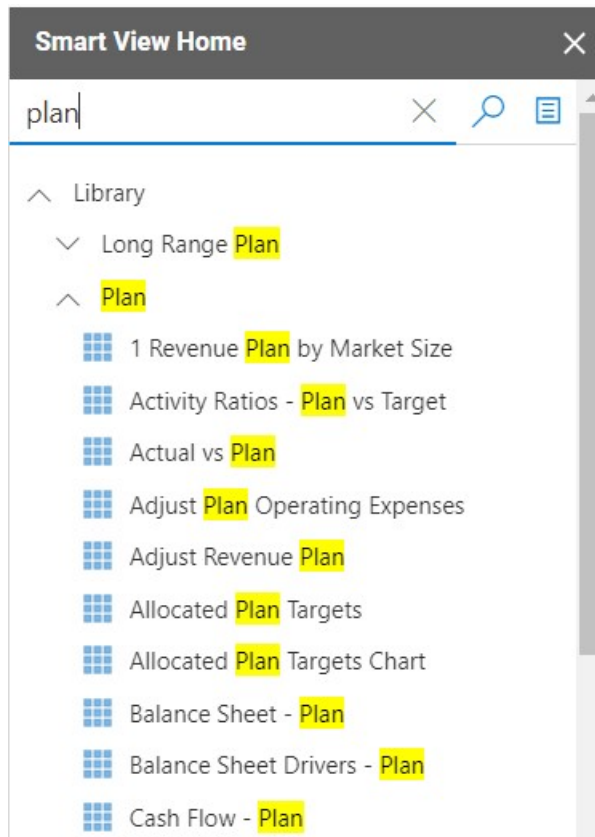 Smart View Home
plan
Library
Long Range Plan
Plan
1 Revenue Plan by Market Size
Activity Ratios - Plan vs Target
Actual vs Plan
Adjust Plan Operating Expenses
Adjust Revenue Plan
Allocated Plan Targets
Allocated Plan Targets Chart
Balance Sheet - Plan
Balance Sheet Drivers - Plan
Cash Flow - Plan